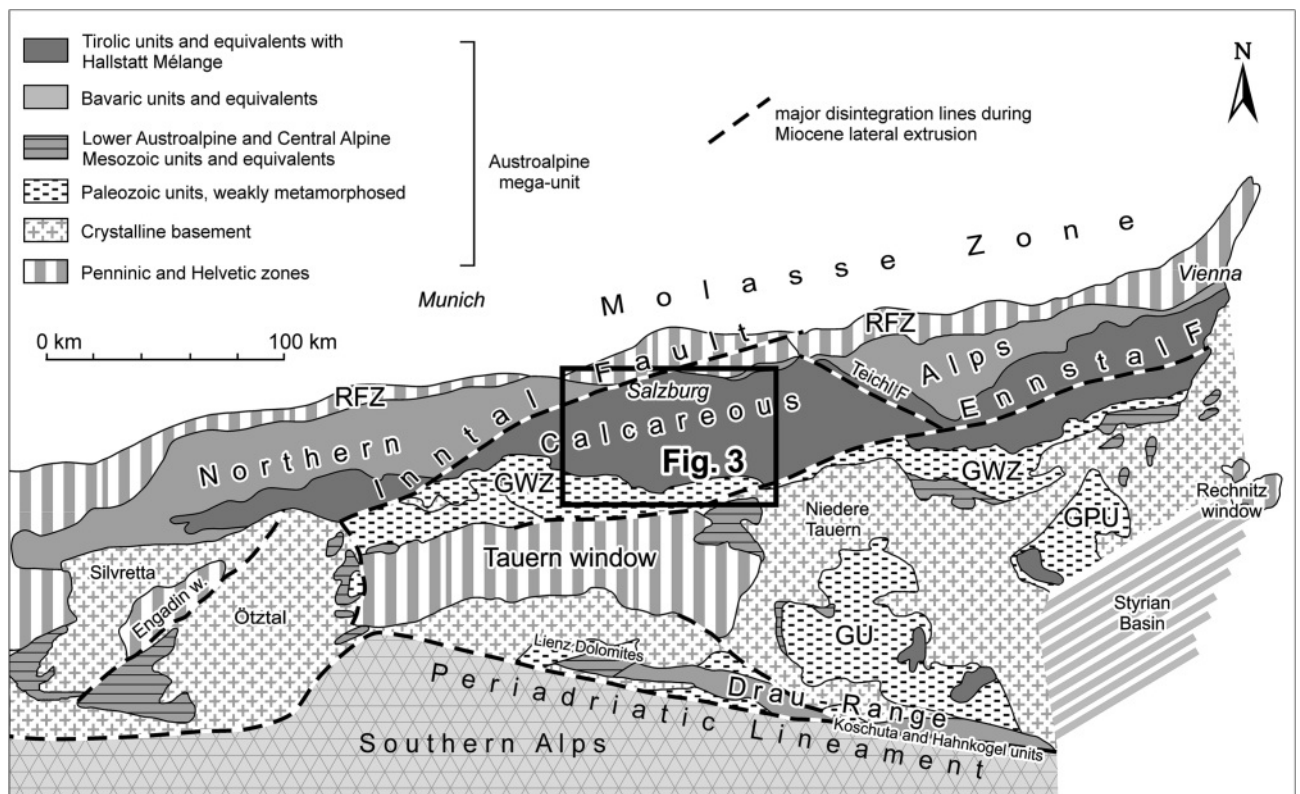 Tirolic units and equivalents with
Hallstatt Mélange
Bavaric units and equivalents
Lower Austroalpine and Central Alpine
Mesozoic units and equivalents
Paleozoic units, weakly metamorphosed
Crystalline basement
Penninic and Helvetic zones
Austroalpine
mega-unit
major disintegration lines during
Miocene lateral extrusion
N
0 km
100 km
Munich
Molasse Zone
Vienna
RFZ
RFZ
Inntal Fault
Salzburg
Teichl F
Ennstal F
Northern Calcareous Alps
Fig. 3
GWZ
GWZ
Niedere
Tauern
GPU
Rechnitz
window
Tauern window
Silvretta
Engadin w.
Ötztal
GU
Styrian
Basin
Lienz Dolomites
Drau Range
Koschuta and Hahnkogel units
Periadriatic Lineament
Southern Alps